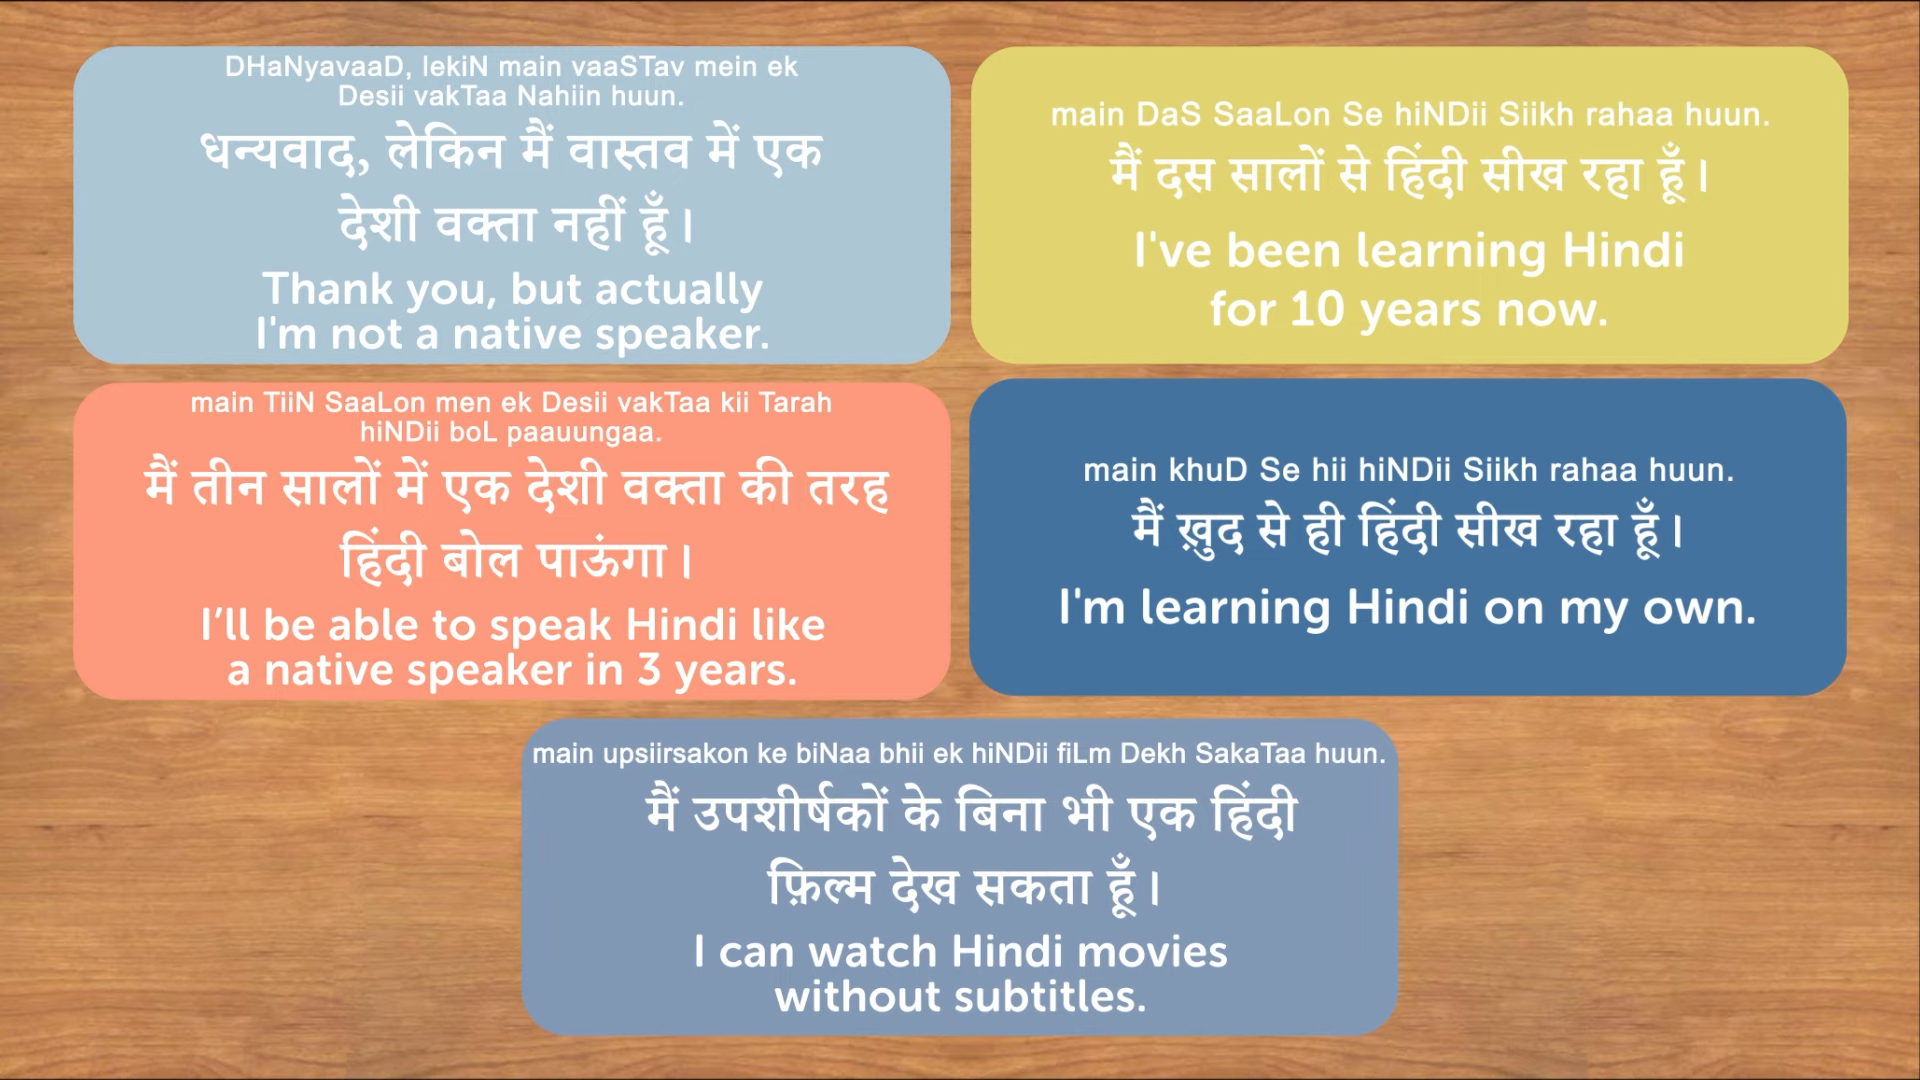 DHaNyavaaD, lekiN main vaaSTav mein ek
Desii vakTaa Nahiin huun.
धन्यवाद, लेकिन मैं वास्तव में एक
देशी वक्ता नहीं हूँ।
Thank you, but actually
I'm not a native speaker.
main DaS SaaLon Se hiNDii Siikh rahaa huun.
मैं दस सालों से हिंदी सीख रहा हूँ।
I've been learning Hindi
for 10 years now.
main TiiN SaaLon men ek Desii vakTaa kii Tarah
hiNDii boL paauungaa.
मैं तीन सालों में एक देशी वक्ता की तरह
हिंदी बोल पाऊंगा।
I’ll be able to speak Hindi like
a native speaker in 3 years.
main khuD Se hii hiNDii Siikh rahaa huun.
मैं ख़ुद से ही हिंदी सीख रहा हूँ।
I'm learning Hindi on my own.
main upsiirsakon ke biNaa bhii ek hiNDii fiLm Dekh SakaTaa huun.
मैं उपशीर्षकों के बिना भी एक हिंदी
फ़िल्म देख सकता हूँ।
I can watch Hindi movies
without subtitles.